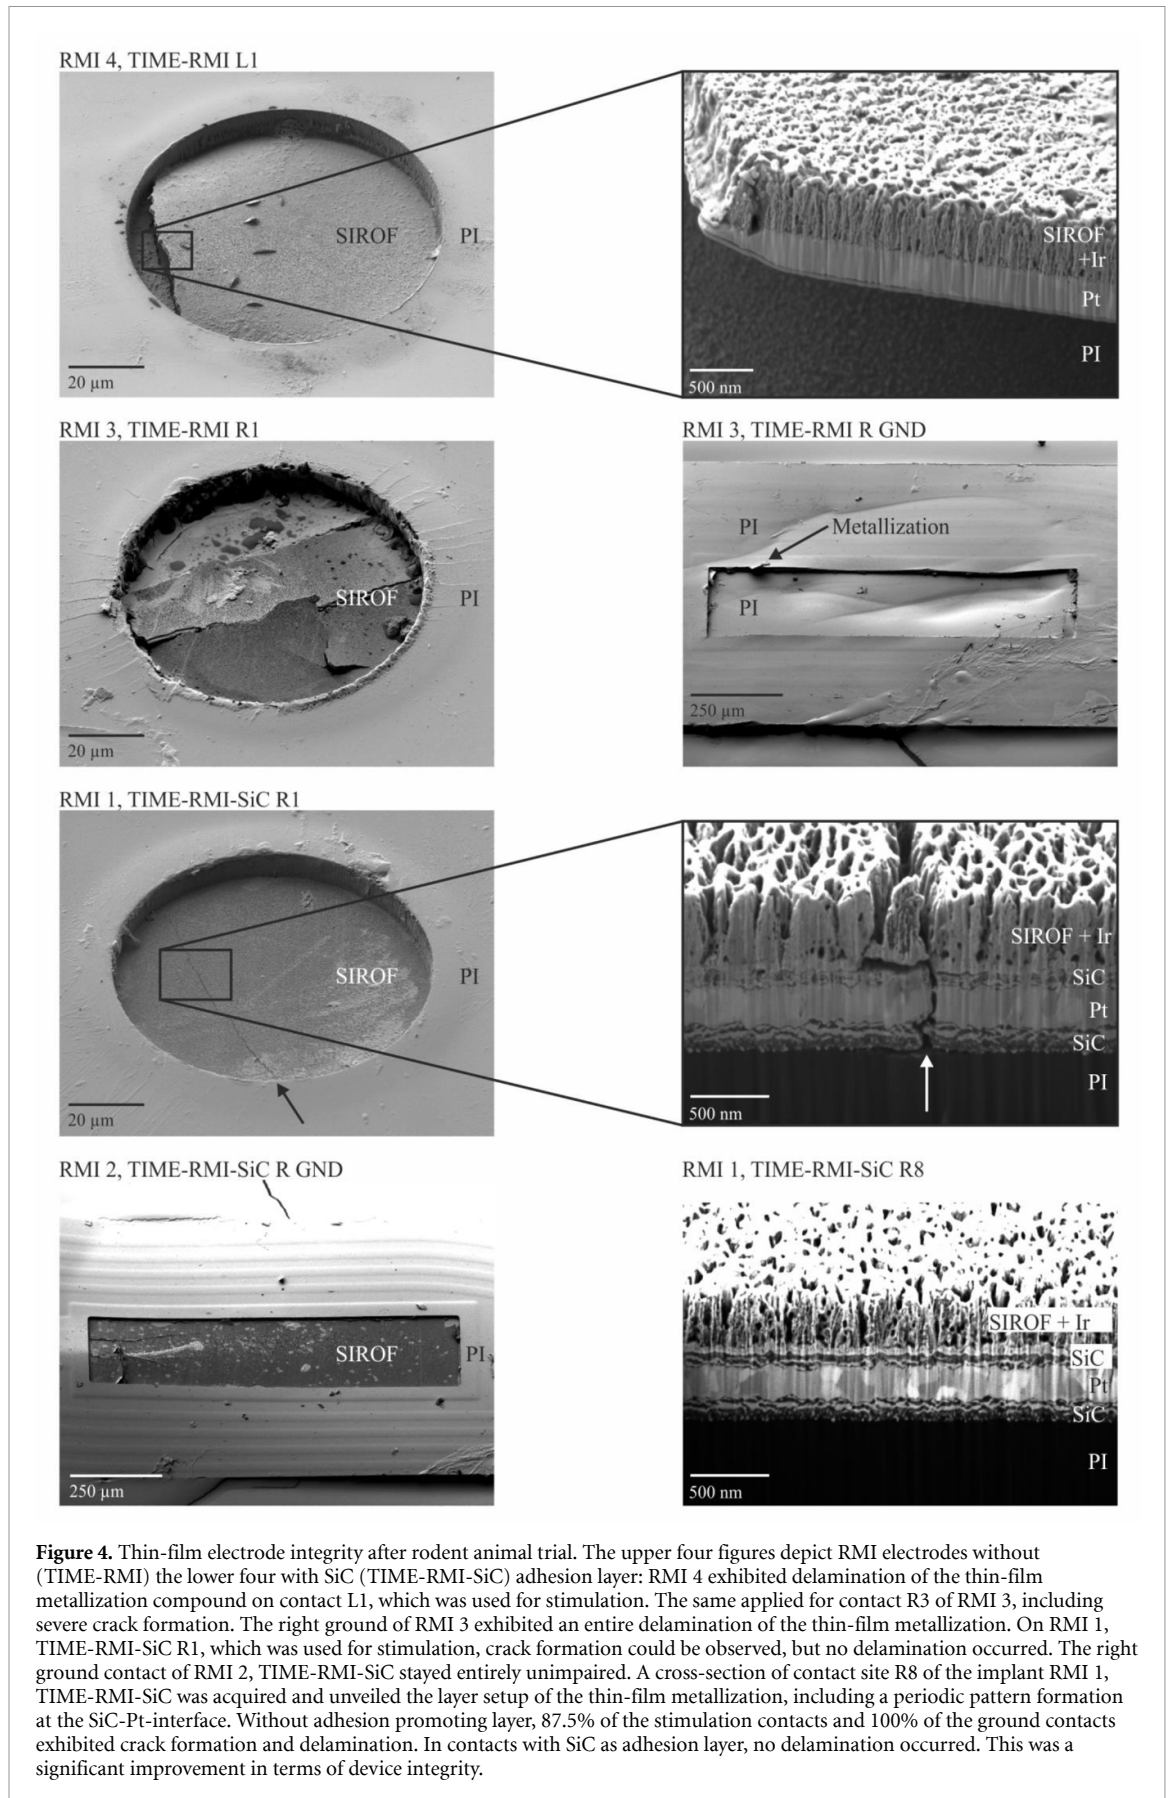 RMI 4, TIME-RMI L1
SIROF
PI
20 µm
SIROF
+Ir
Pt
PI
500 nm
RMI 3, TIME-RMI R1
SIROF
PI
20 µm
RMI 3, TIME-RMI R GND
PI
Metallization
PI
250 µm
RMI 1, TIME-RMI-SiC R1
SIROF
PI
20 µm
SIROF + Ir
SiC
Pt
SiC
PI
500 nm
RMI 2, TIME-RMI-SiC R GND
SIROF
PI
250 µm
RMI 1, TIME-RMI-SiC R8
SIROF + Ir
SiC
Pt
SiC
PI
500 nm
Figure 4. Thin-film electrode integrity after rodent animal trial. The upper four figures depict RMI electrodes without
(TIME-RMI) the lower four with SiC (TIME-RMI-SiC) adhesion layer: RMI 4 exhibited delamination of the thin-film
metallization compound on contact L1, which was used for stimulation. The same applied for contact R3 of RMI 3, including
severe crack formation. The right ground of RMI 3 exhibited an entire delamination of the thin-film metallization. On RMI 1,
TIME-RMI-SiC R1, which was used for stimulation, crack formation could be observed, but no delamination occurred. The right
ground contact of RMI 2, TIME-RMI-SiC stayed entirely unimpaired. A cross-section of contact site R8 of the implant RMI 1,
TIME-RMI-SiC was acquired and unveiled the layer setup of the thin-film metallization, including a periodic pattern formation
at the SiC-Pt-interface. Without adhesion promoting layer, 87.5% of the stimulation contacts and 100% of the ground contacts
exhibited crack formation and delamination. In contacts with SiC as adhesion layer, no delamination occurred. This was a
significant improvement in terms of device integrity.